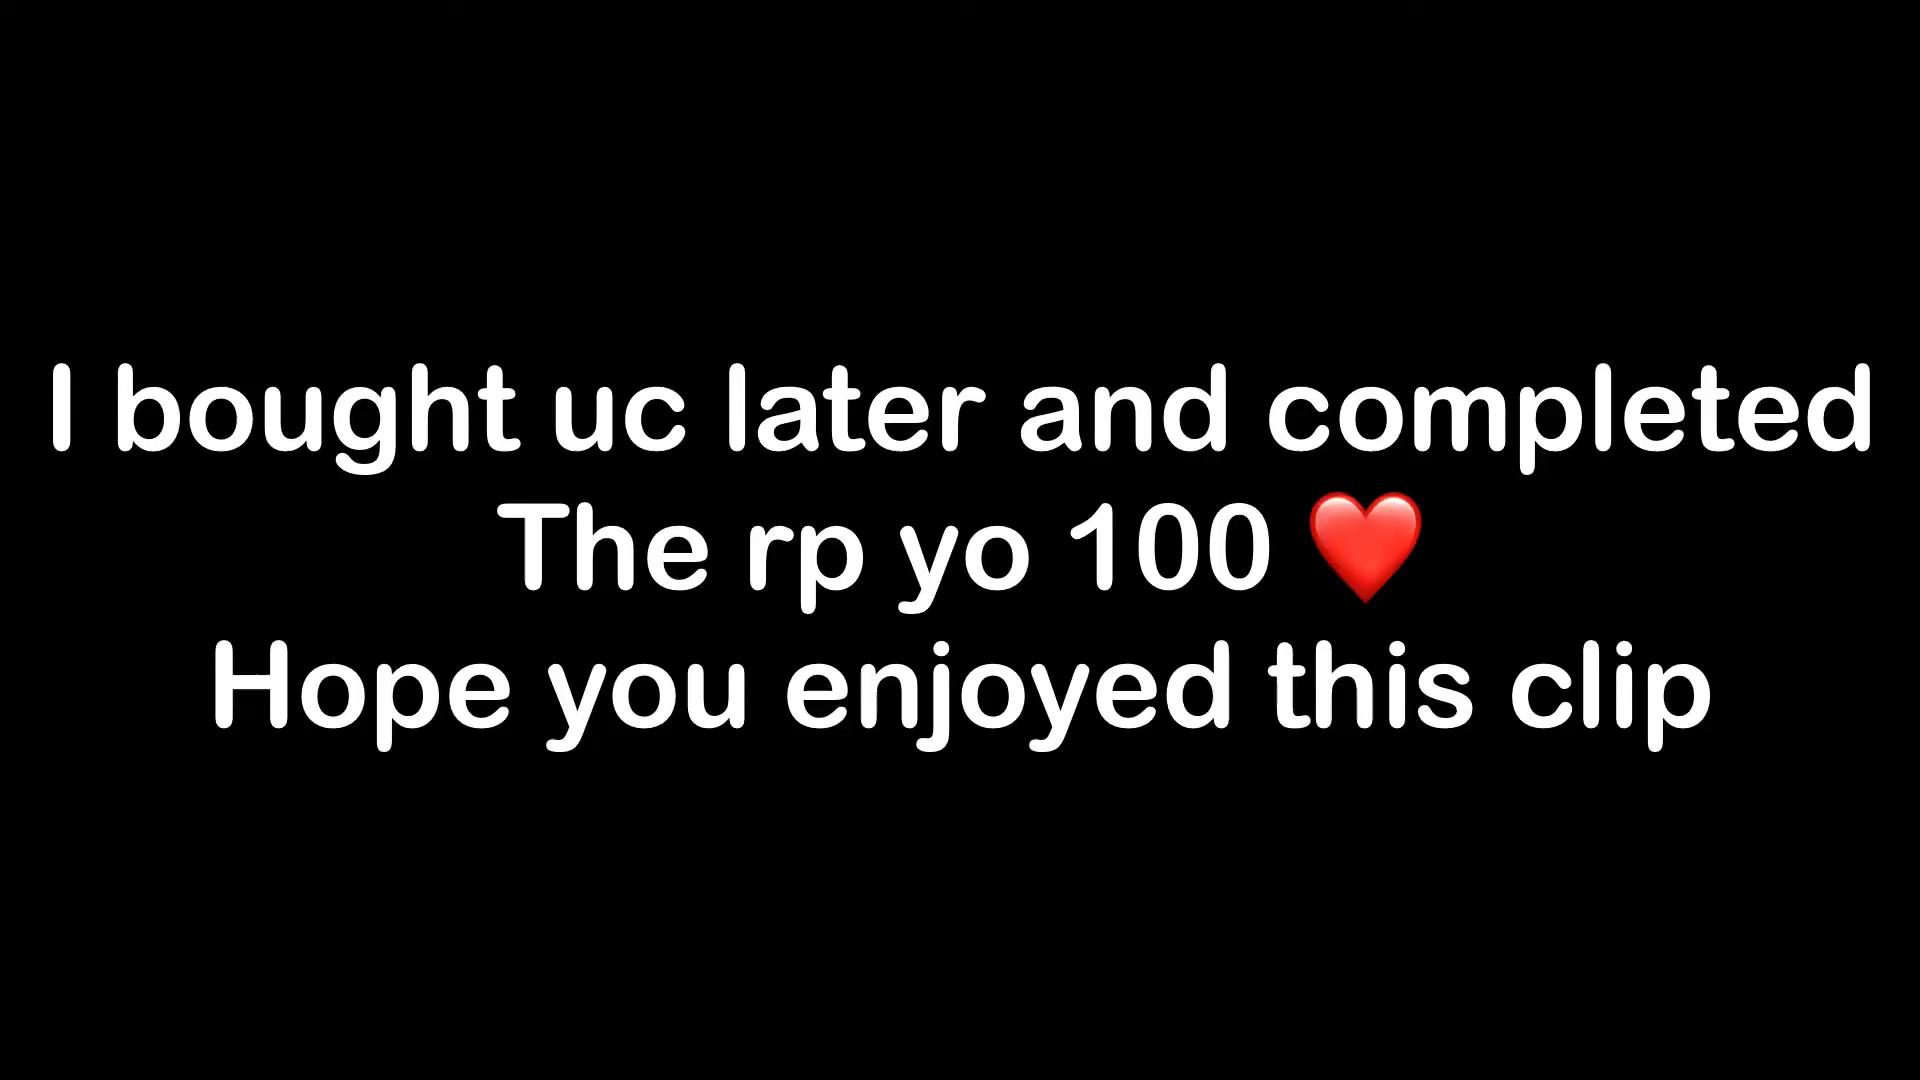 I bought uc later and completed
The rp yo 100 ❤️
Hope you enjoyed this clip